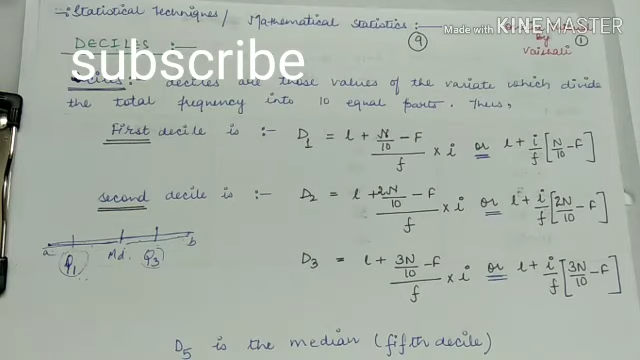 Statistical Techniques / Mathematical Statistics :-
Made with KINEMASTER
by
Vaishali
9
1
DECILES :-
subscribe
: deciles are those values of the variate which divide
the total frequency into 10 equal parts. Thus,
First decile is :- D₁ = l + (N/10 - F)/f × i or l + i/f [N/10 - F]
second decile is :- D₂ = l + (2N/10 - F)/f × i or l + i/f [2N/10 - F]
a Q₁ Md. Q₃ b
D₃ = l + (3N/10 - F)/f × i or l + i/f [3N/10 - F]
D₅ is the median (fifth decile)